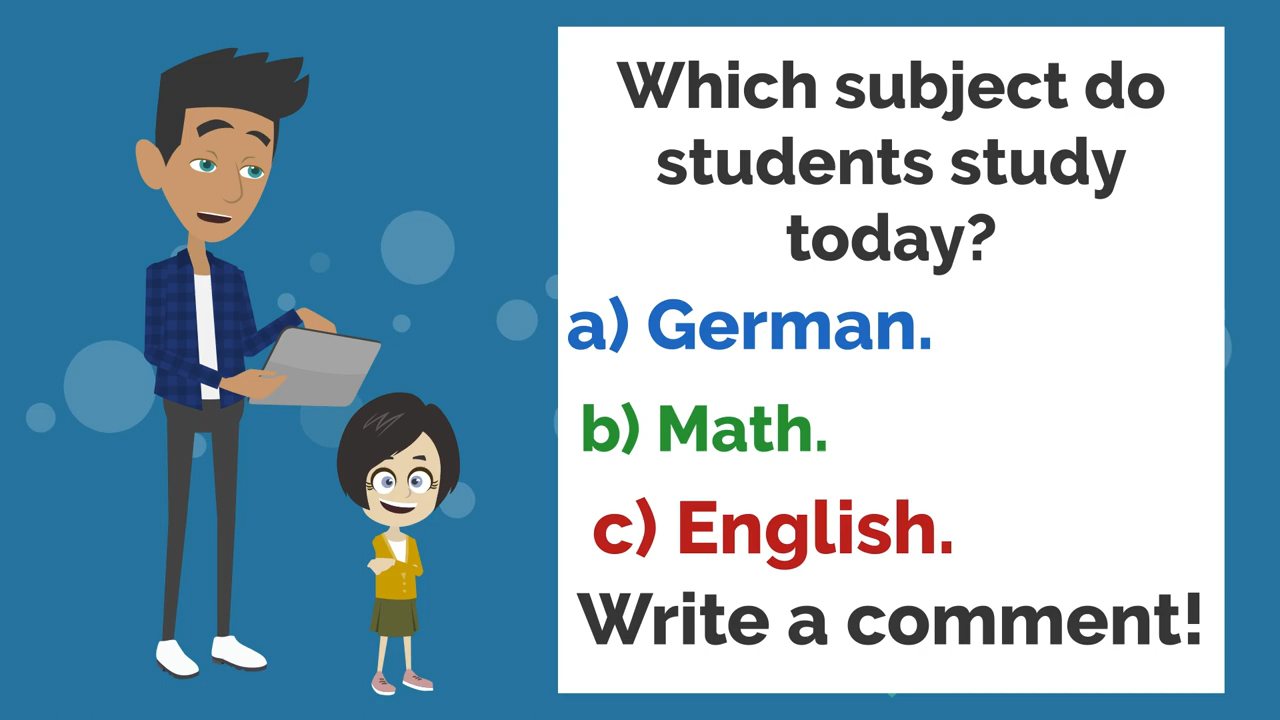 Which subject do
students study
today?
a) German.
b) Math.
c) English.
Write a comment!